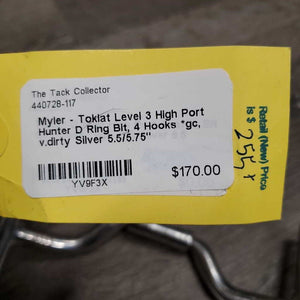 The Tack Collector
440728-117
Myler - Toklat Level 3 High Port
Hunter D Ring Bit, 4 Hooks *gc,
v.dirty Silver 5.5/5.75"
$170.00
YV9F3X
Retail (New) Price
is $ 255+